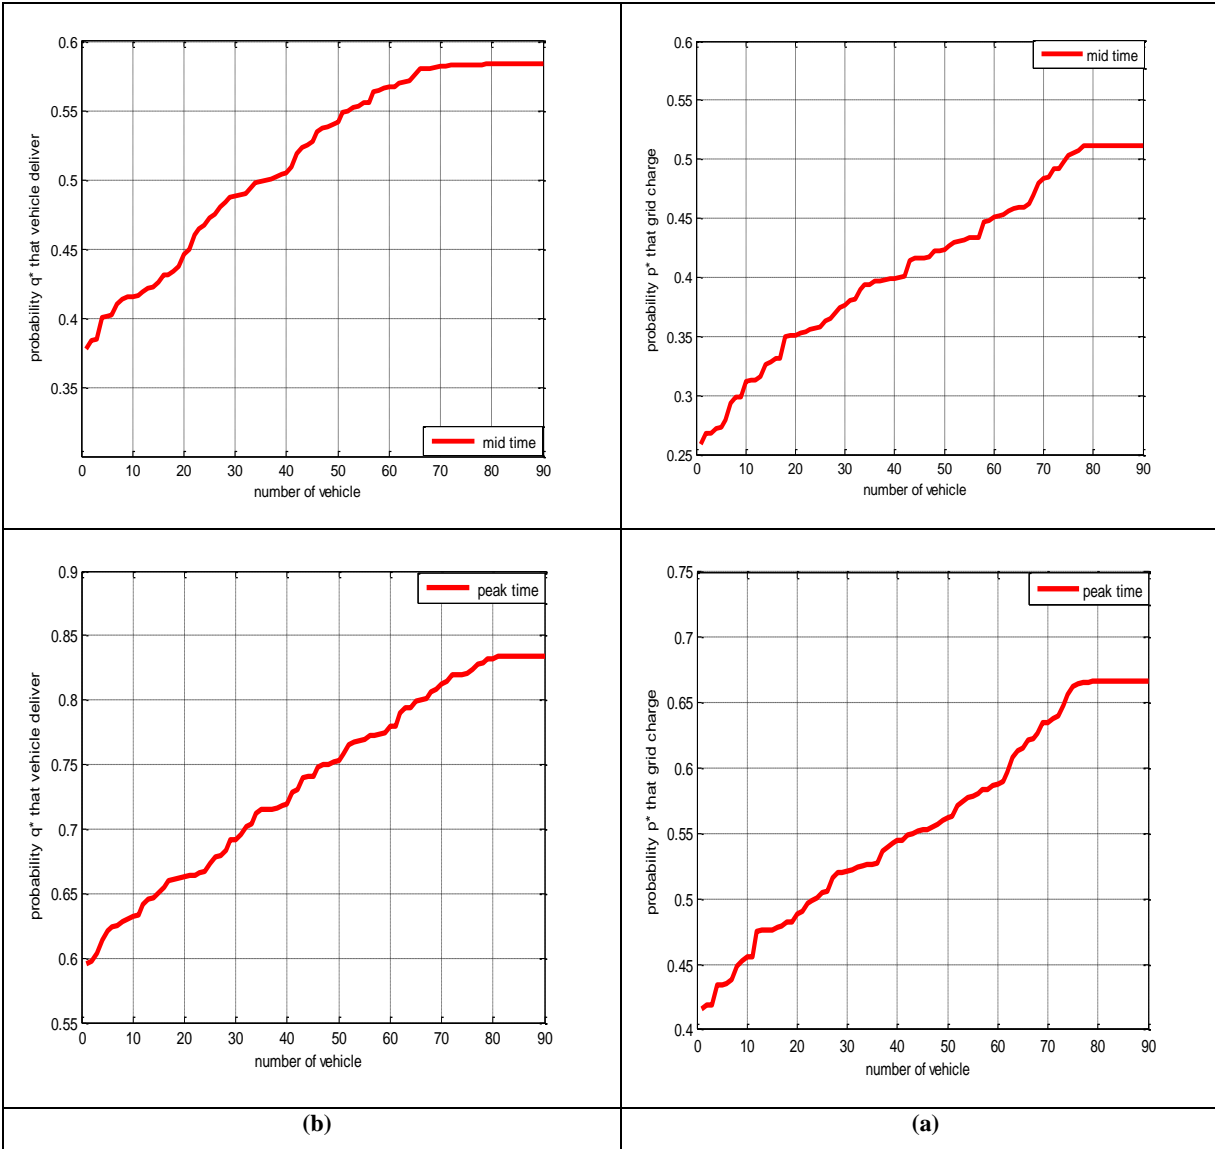 0.6
0.55
0.5
0.45
0.4
0.35
probability q* that vehicle deliver
mid time
0 10 20 30 40 50 60 70 80 90
number of vehicle
0.6
0.55
0.5
0.45
0.4
0.35
0.3
0.25
probability p* that grid charge
mid time
0 10 20 30 40 50 60 70 80 90
number of vehicle
0.9
0.85
0.8
0.75
0.7
0.65
0.6
0.55
probability q* that vehicle deliver
peak time
0 10 20 30 40 50 60 70 80 90
number of vehicle
0.75
0.7
0.65
0.6
0.55
0.5
0.45
0.4
probability p* that grid charge
peak time
0 10 20 30 40 50 60 70 80 90
number of vehicle
(b)
(a)